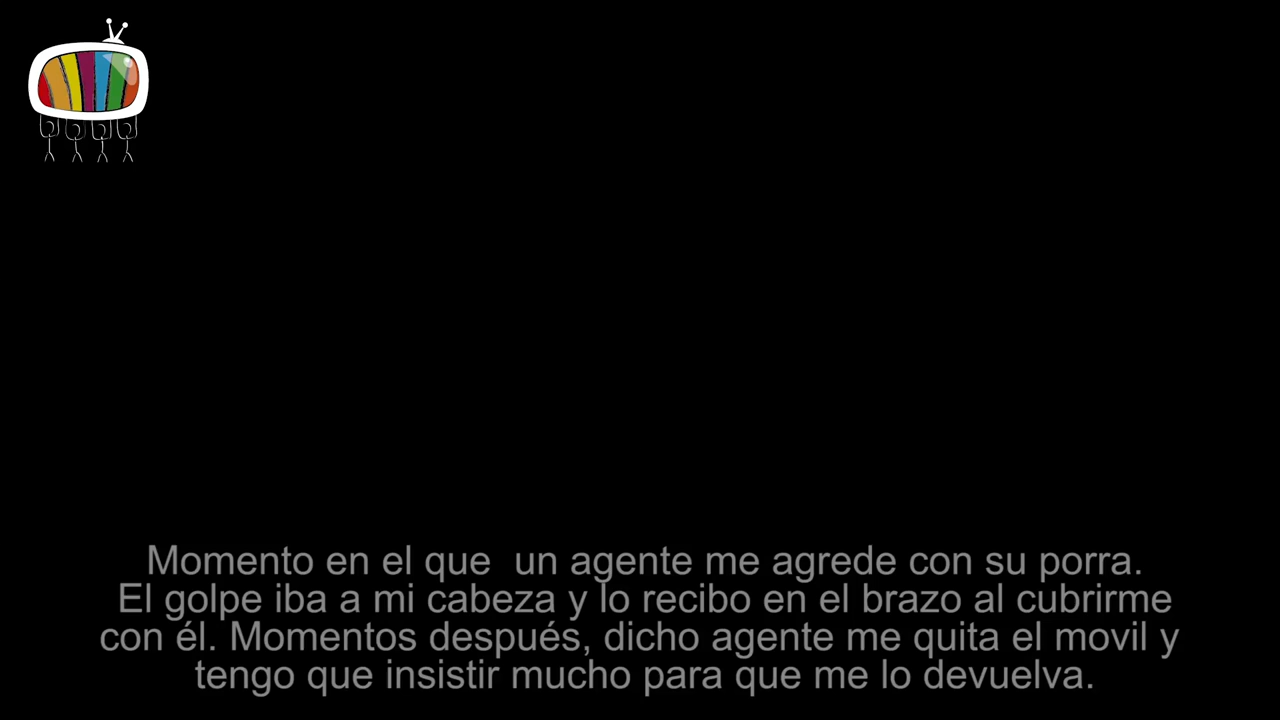 Momento en el que  un agente me agrede con su porra.
El golpe iba a mi cabeza y lo recibo en el brazo al cubrirme
con él. Momentos después, dicho agente me quita el movil y
tengo que insistir mucho para que me lo devuelva.